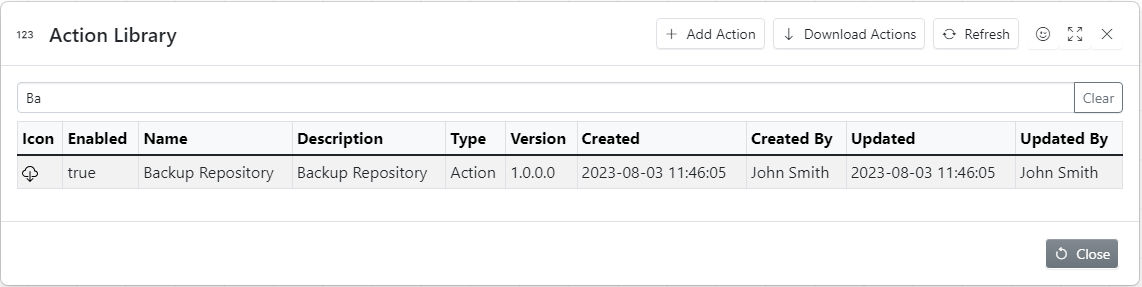 123 Action Library Add Action Download Actions Refresh
Ba Clear
Icon Enabled Name Description Type Version Created Created By Updated Updated By
true Backup Repository Backup Repository Action 1.0.0.0 2023-08-03 11:46:05 John Smith 2023-08-03 11:46:05 John Smith
Close